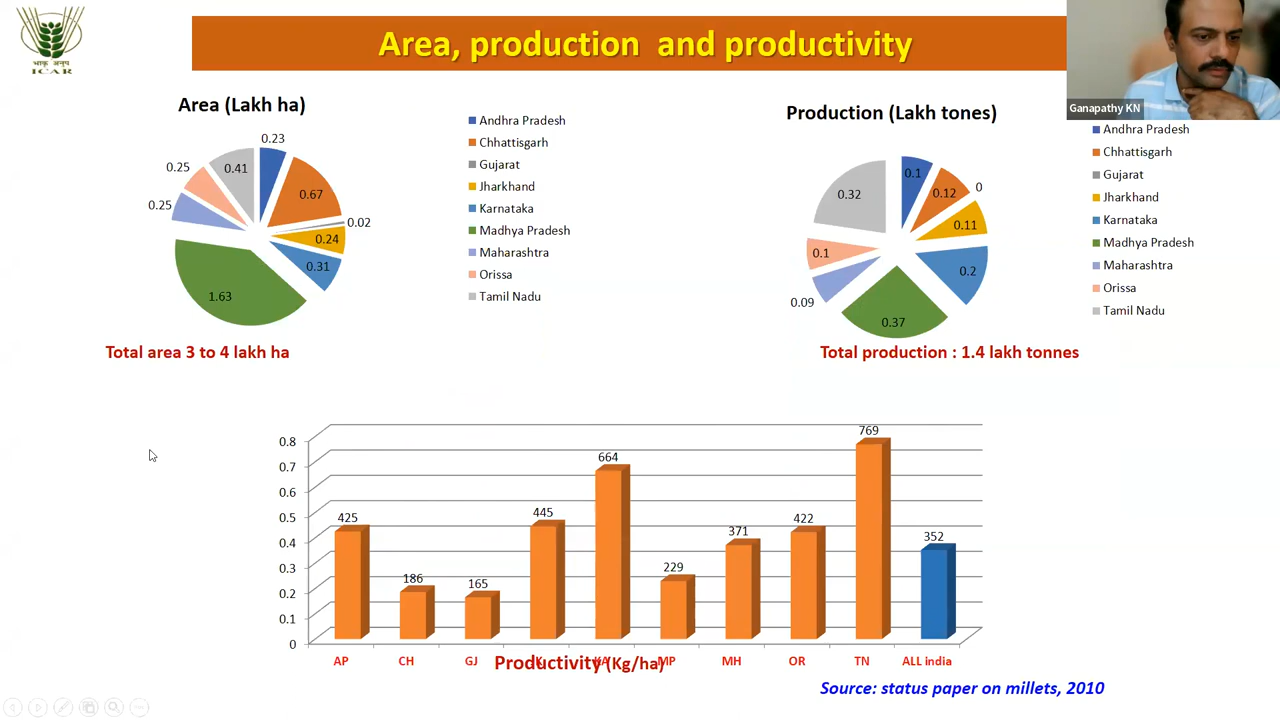 भाकृ अनुप
ICAR
Area, production and productivity
Ganapathy KN
Area (Lakh ha)
0.23
0.67
0.02
0.24
0.31
1.63
0.25
0.25
0.41
Andhra Pradesh
Chhattisgarh
Gujarat
Jharkhand
Karnataka
Madhya Pradesh
Maharashtra
Orissa
Tamil Nadu
Total area 3 to 4 lakh ha
Production (Lakh tones)
0.1
0.12
0
0.11
0.2
0.37
0.09
0.1
0.32
Andhra Pradesh
Chhattisgarh
Gujarat
Jharkhand
Karnataka
Madhya Pradesh
Maharashtra
Orissa
Tamil Nadu
Total production : 1.4 lakh tonnes
0.8
0.7
0.6
0.5
0.4
0.3
0.2
0.1
0
425
186
165
445
664
229
371
422
769
352
AP CH GJ MP MH OR TN ALL india
Productivity (Kg/ha)
Source: status paper on millets, 2010